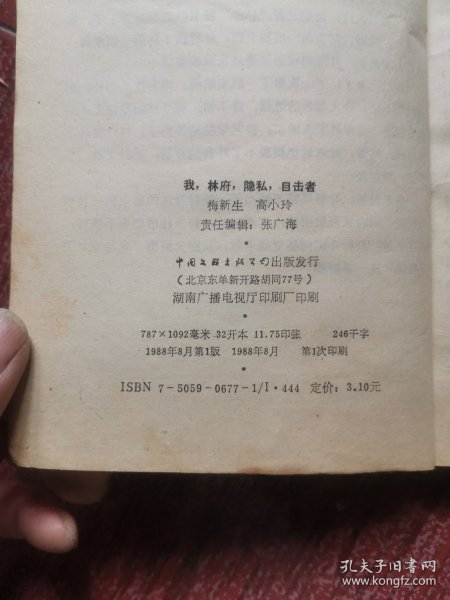 我，林府，隐私，目击者
梅新生 高小玲
责任编辑：张广海
中国文联出版公司出版发行
（北京东单新开路胡同77号）
湖南广播电视厅印刷厂印刷
787×1092毫米 32开本 11.75印张 246千字
1988年8月第1版 1988年8月 第1次印刷
ISBN 7-5059-0677-1/I·444 定价：3.10元
孔夫子旧书网
www.kongfz.com